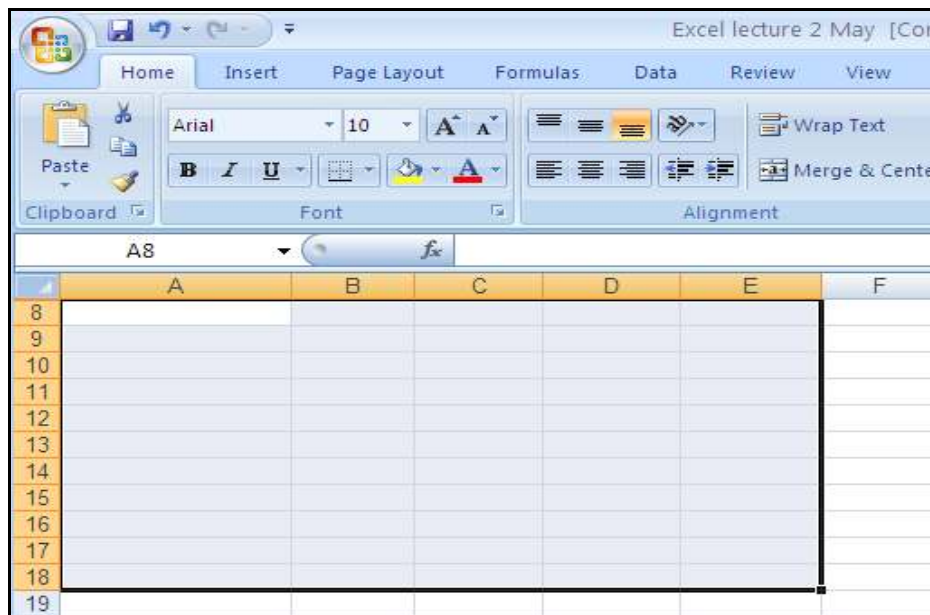 Excel lecture 2 May [Cor
Home Insert Page Layout Formulas Data Review View
Arial 10 A A Wrap Text
Paste B I U A Merge & Cente
Clipboard Font Alignment
A8 fx
A B C D E F
8
9
10
11
12
13
14
15
16
17
18
19